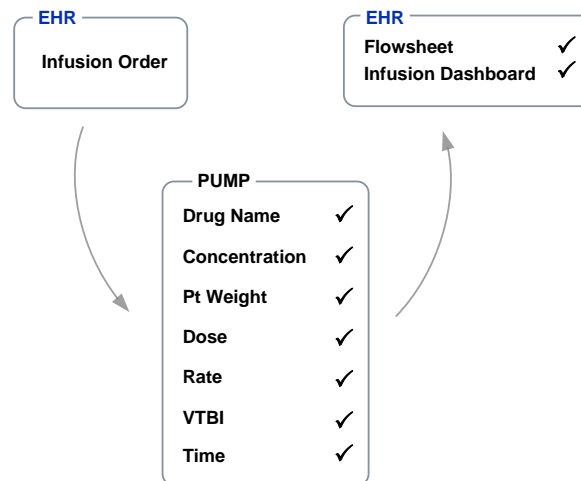 EHR
Infusion Order
EHR
Flowsheet ✓
Infusion Dashboard ✓
PUMP
Drug Name ✓
Concentration ✓
Pt Weight ✓
Dose ✓
Rate ✓
VTBI ✓
Time ✓